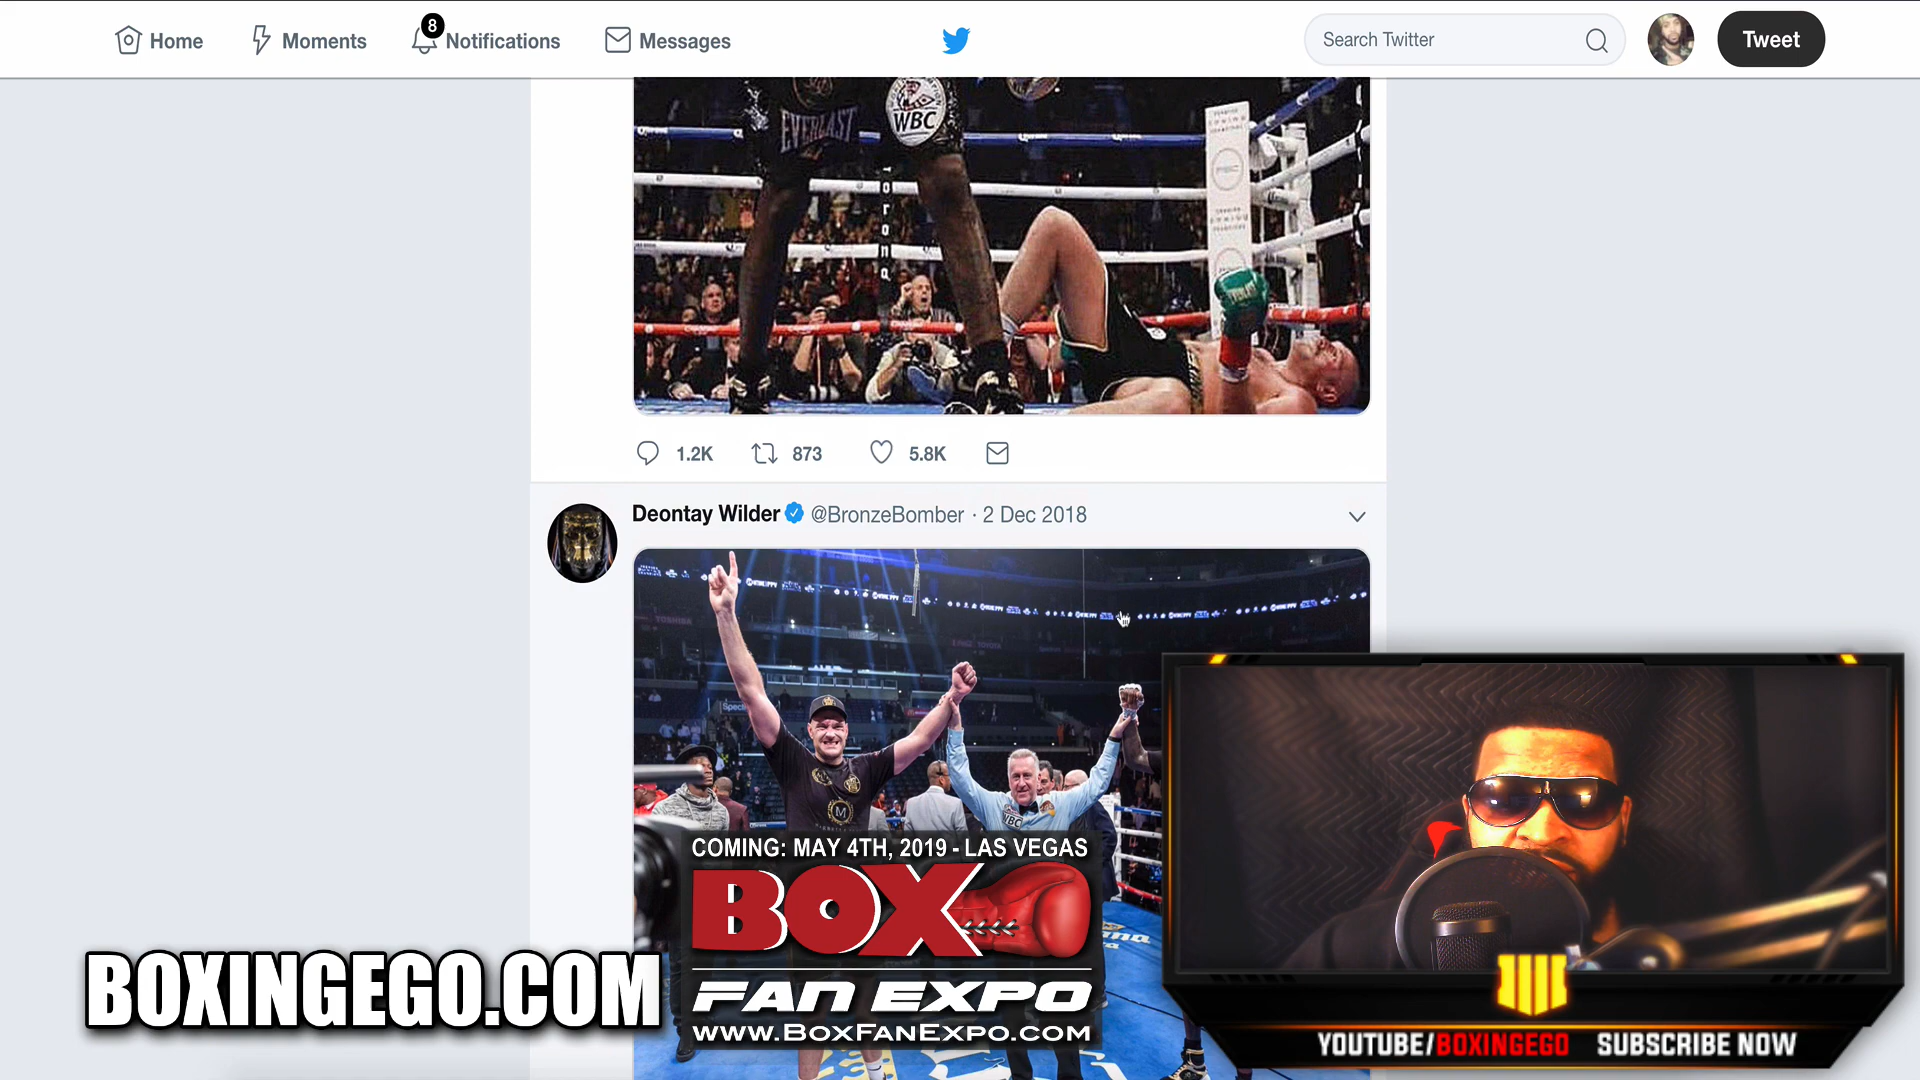 Home
Moments
8
Notifications
Messages
Search Twitter
Tweet
EVERLAST
WBC
1.2K
873
5.8K
Deontay Wilder @BronzeBomber · 2 Dec 2018
TOSHIBA
WBC
M
COMING: MAY 4TH, 2019 - LAS VEGAS
BOX
FAN EXPO
WWW.BOXFANEXPO.COM
BOXINGEGO.COM
YOUTUBE/BOXINGEGO SUBSCRIBE NOW